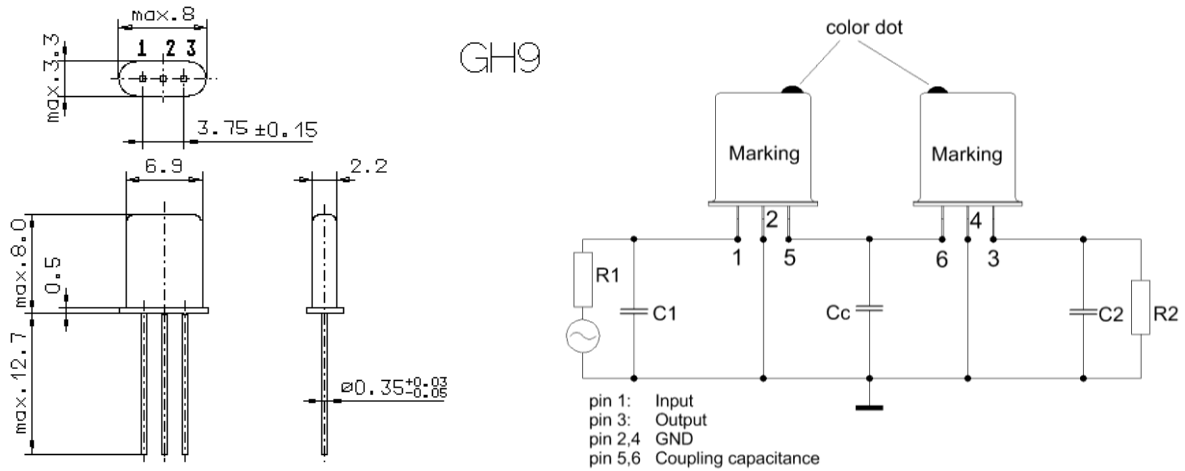 max.8
max.3.3
1 2 3
3.75 ±0.15
GH9
6.9
2.2
max.8.0
0.5
max.12.7
ø0.35 +0.03 -0.05
color dot
Marking
Marking
2
4
1
5
6
3
R1
C1
Cc
C2
R2
pin 1: Input
pin 3: Output
pin 2,4 GND
pin 5,6 Coupling capacitance